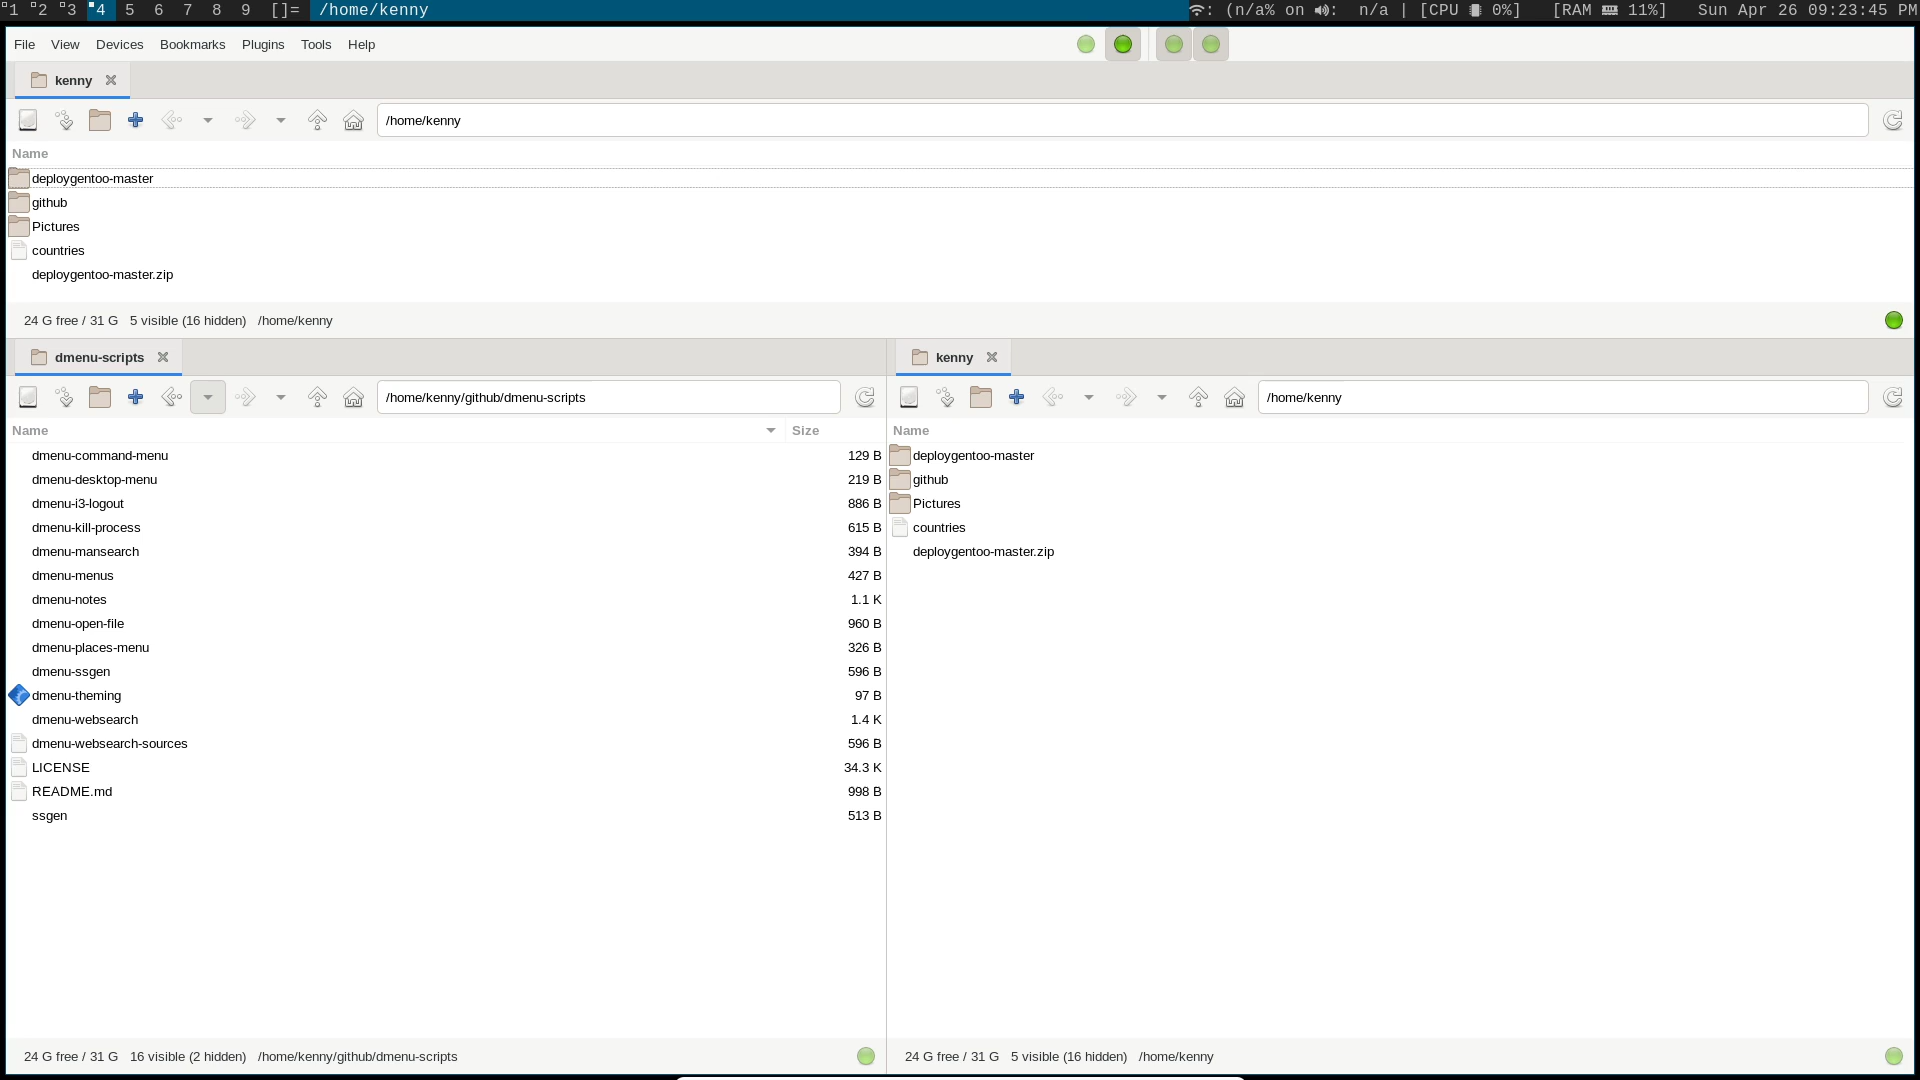 1 2 3 4 5 6 7 8 9 []= /home/kenny : (n/a% on : n/a | [CPU 0%] [RAM 11%] Sun Apr 26 09:23:45 PM
File View Devices Bookmarks Plugins Tools Help
kenny
/home/kenny
Name
deploygentoo-master
github
Pictures
countries
deploygentoo-master.zip
24 G free / 31 G 5 visible (16 hidden) /home/kenny
dmenu-scripts
/home/kenny/github/dmenu-scripts
Name Size
dmenu-command-menu 129 B
dmenu-desktop-menu 219 B
dmenu-i3-logout 886 B
dmenu-kill-process 615 B
dmenu-mansearch 394 B
dmenu-menus 427 B
dmenu-notes 1.1 K
dmenu-open-file 960 B
dmenu-places-menu 326 B
dmenu-ssgen 596 B
dmenu-theming 97 B
dmenu-websearch 1.4 K
dmenu-websearch-sources 596 B
LICENSE 34.3 K
README.md 998 B
ssgen 513 B
24 G free / 31 G 16 visible (2 hidden) /home/kenny/github/dmenu-scripts
kenny
/home/kenny
Name
deploygentoo-master
github
Pictures
countries
deploygentoo-master.zip
24 G free / 31 G 5 visible (16 hidden) /home/kenny